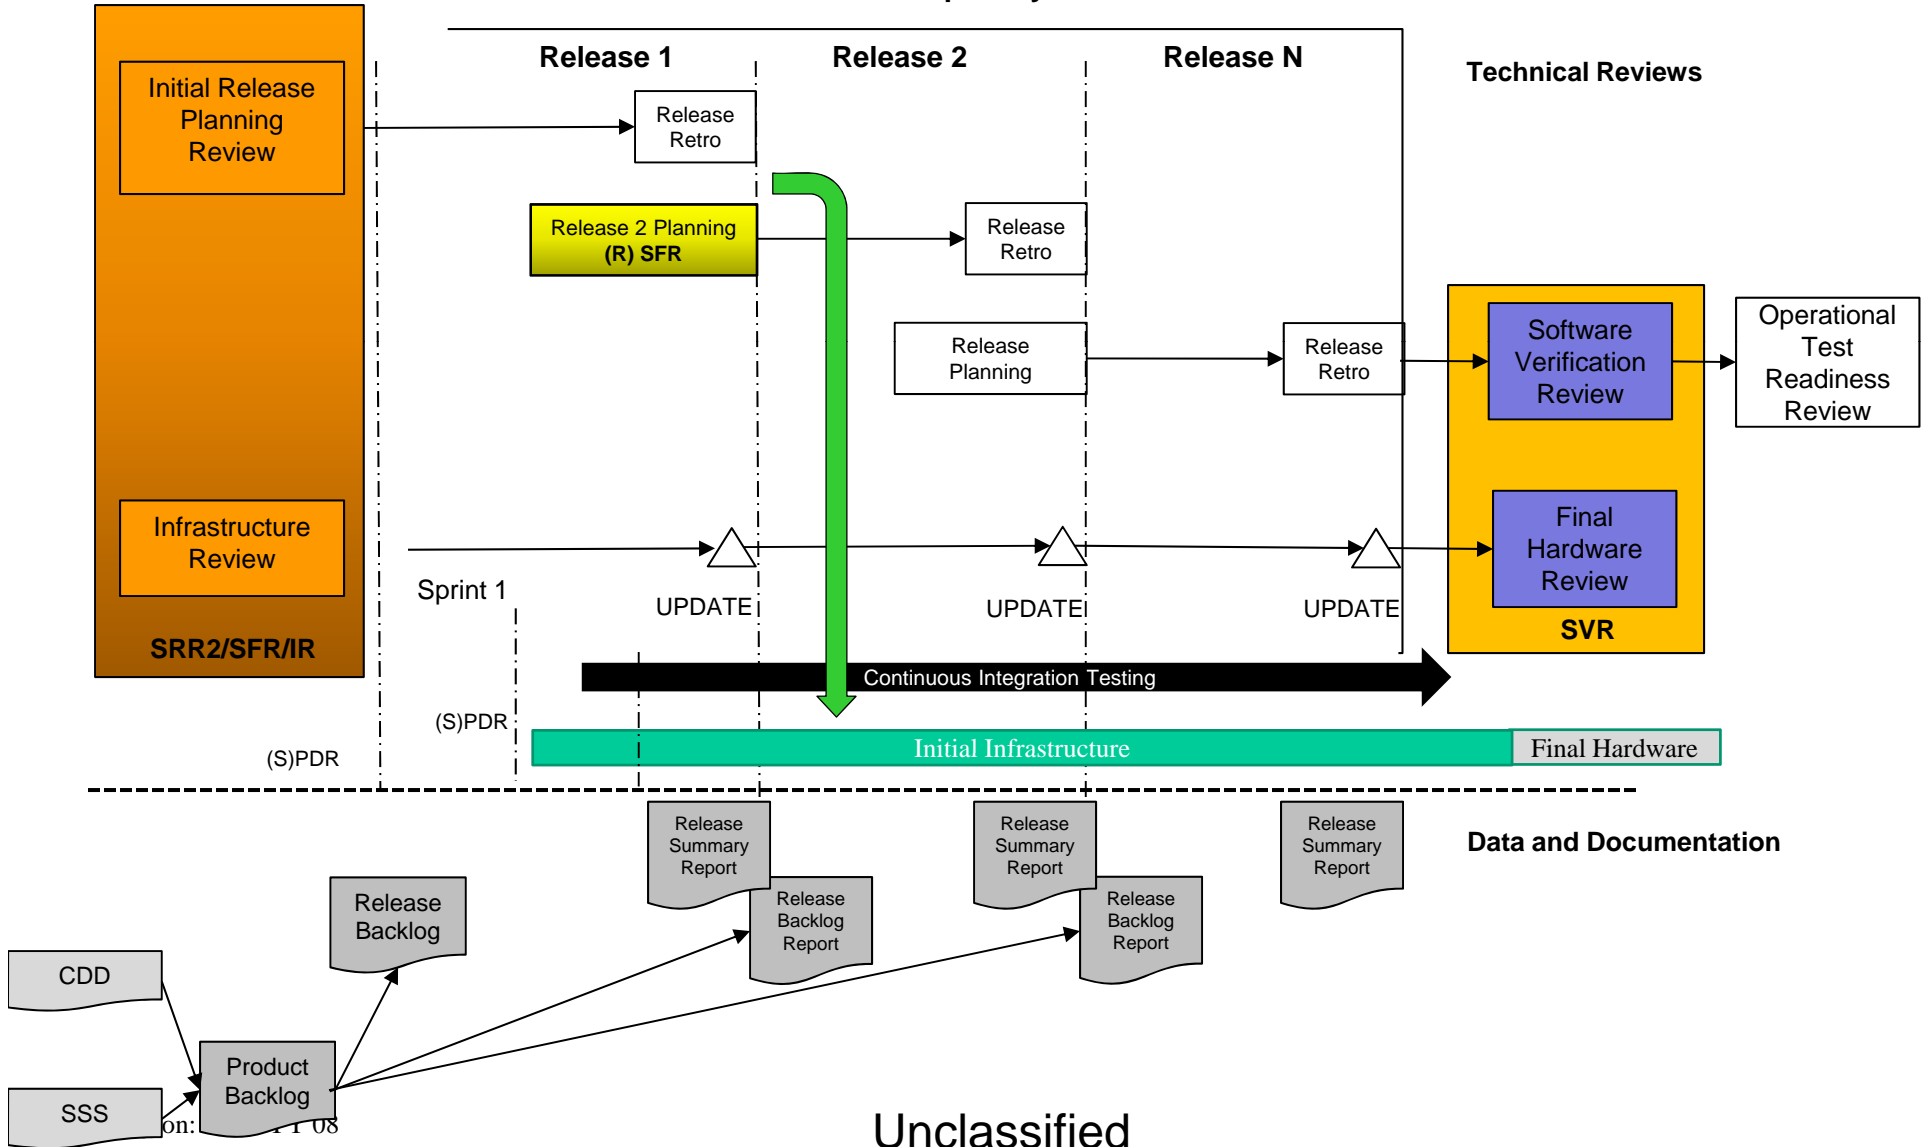 Release 1
Release 2
Release N
Technical Reviews
Initial Release
Planning
Review
Release
Retro
Release 2 Planning
(R) SFR
Release
Retro
Release
Planning
Release
Retro
Software
Verification
Review
Operational
Test
Readiness
Review
Infrastructure
Review
Final
Hardware
Review
Sprint 1
UPDATE
UPDATE
UPDATE
SRR2/SFR/IR
SVR
Continuous Integration Testing
(S)PDR
(S)PDR
Initial Infrastructure
Final Hardware
Release
Summary
Report
Release
Summary
Report
Release
Summary
Report
Data and Documentation
Release
Backlog
Release
Backlog
Report
Release
Backlog
Report
CDD
Product
Backlog
SSS
on:
08
Unclassified